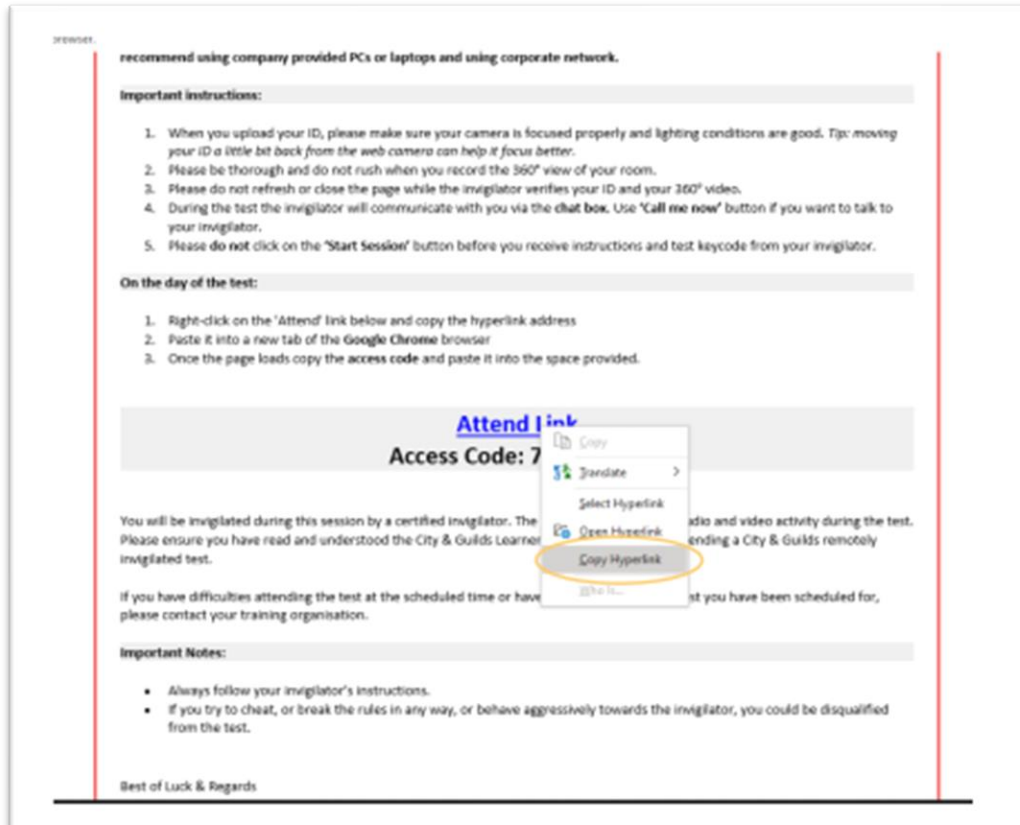 browser.
recommend using company provided PCs or laptops and using corporate network.
Important instructions:
1. When you upload your ID, please make sure your camera is focused properly and lighting conditions are good. Tip: moving
your ID a little bit back from the web camera can help it focus better.
2. Please be thorough and do not rush when you record the 360° view of your room.
3. Please do not refresh or close the page while the invigilator verifies your ID and your 360° video.
4. During the test the invigilator will communicate with you via the chat box. Use 'Call me now' button if you want to talk to
your invigilator.
5. Please do not click on the 'Start Session' button before you receive instructions and test keycode from your invigilator.
On the day of the test:
1. Right-click on the 'Attend' link below and copy the hyperlink address
2. Paste it into a new tab of the Google Chrome browser
3. Once the page loads copy the access code and paste it into the space provided.
Attend Link
Access Code: 7
Copy
Translate
Select Hyperlink
Open Hyperlink
Copy Hyperlink
Who Is...
You will be invigilated during this session by a certified invigilator. The dio and video activity during the test.
Please ensure you have read and understood the City & Guilds Learner ending a City & Guilds remotely
invigilated test.
If you have difficulties attending the test at the scheduled time or have st you have been scheduled for,
please contact your training organisation.
Important Notes:
• Always follow your invigilator's instructions.
• If you try to cheat, or break the rules in any way, or behave aggressively towards the invigilator, you could be disqualified
from the test.
Best of Luck & Regards